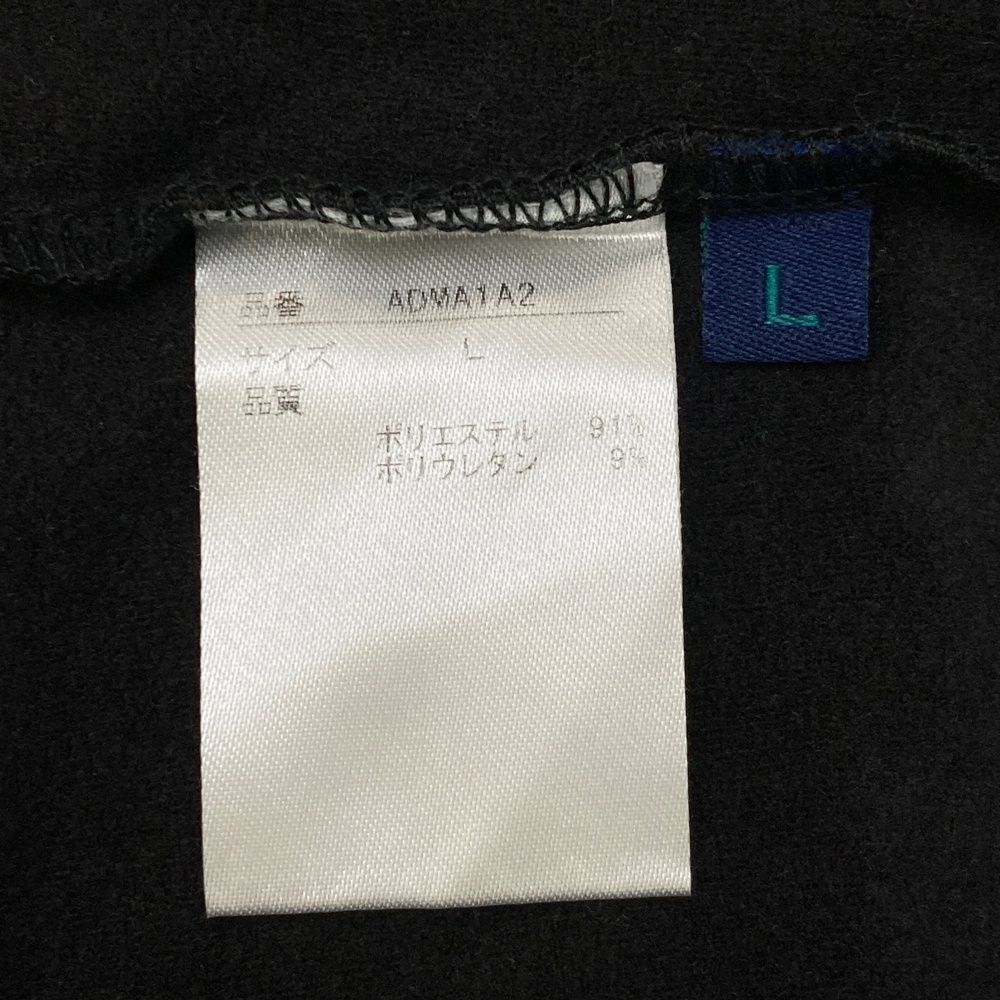 品番 ADMA1A2
サイズ L
品質
ポリエステル 91%
ポリウレタン 9%
L